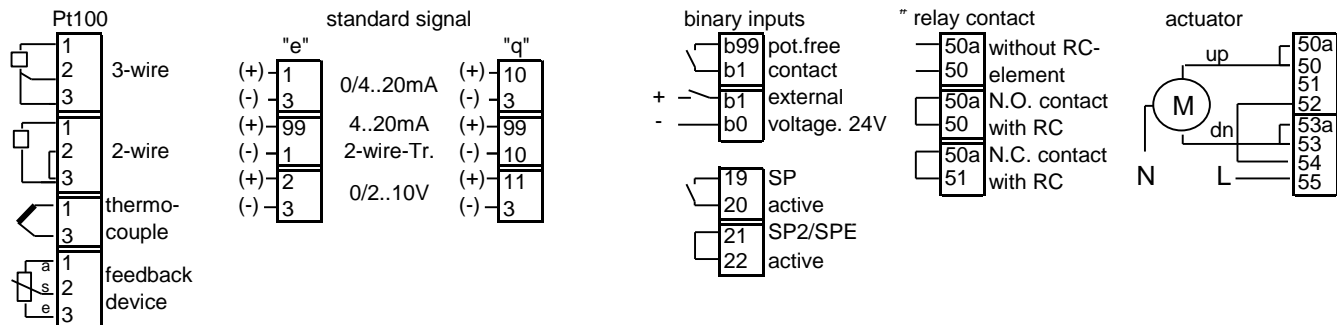 Pt100
1
2
3
3-wire
1
2
3
2-wire
1
3
thermo-
couple
a
s
e
1
2
3
feedback
device
standard signal
"e"
"q"
(+) 1
(-) 3
0/4..20mA
(+) 10
(-) 3
(+) 99
(-) 1
4..20mA
2-wire-Tr.
(+) 99
(-) 10
(+) 2
(-) 3
0/2..10V
(+) 11
(-) 3
binary inputs
b99 pot.free
b1 contact
+ b1 external
- b0 voltage. 24V
19 SP
20 active
21 SP2/SPE
22 active
" relay contact
50a without RC-
50 element
50a N.O. contact
50 with RC
50a N.C. contact
51 with RC
actuator
up
M
dn
N
L
50a
50
51
52
53a
53
54
55